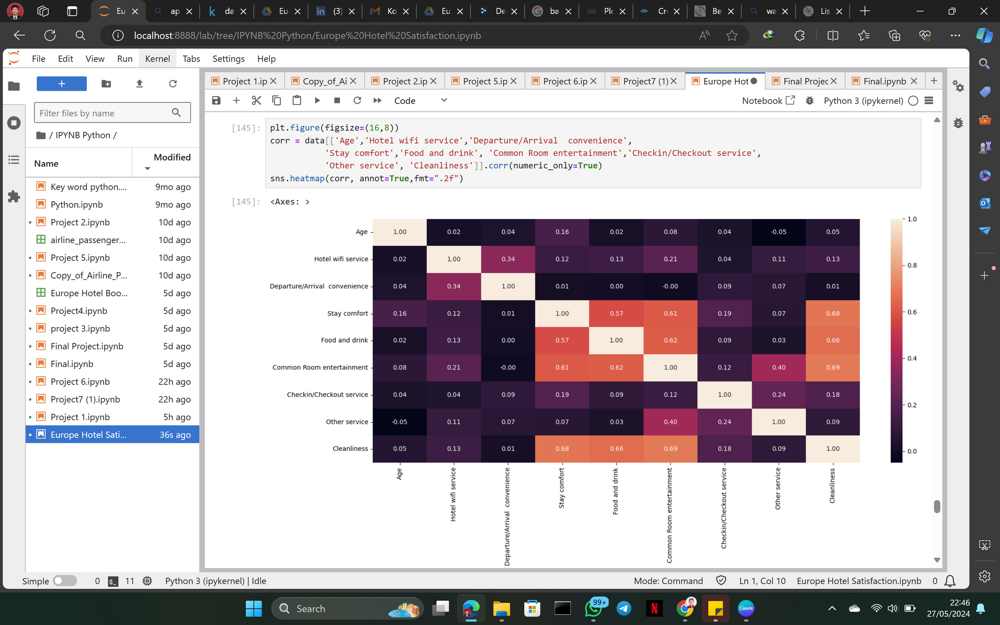 Eu
ap
da
Eu
(3)
Ko
Eu
De
ba
Plc
Cr
Be
wa
Lis
localhost:8888/lab/tree/IPYNB%20Python/Europe%20Hotel%20Satisfaction.ipynb
File Edit View Run Kernel Tabs Settings Help
Project 1.ip
Copy_of_Ai
Project 2.ip
Project 5.ip
Project 6.ip
Project7 (1)
Europe Hot
Final Projec
Final.ipynb
Code
Notebook
Python 3 (ipykernel)
Filter files by name
/ IPYNB Python /
Name Modified
Key word python.... 9mo ago
Python.ipynb 9mo ago
Project 2.ipynb 10d ago
airline_passenger... 10d ago
Project 5.ipynb 10d ago
Copy_of_Airline_P... 10d ago
Europe Hotel Boo... 5d ago
Project4.ipynb 5d ago
project 3.ipynb 5d ago
Final Project.ipynb 5d ago
Final.ipynb 5d ago
Project 6.ipynb 22h ago
Project7 (1).ipynb 22h ago
Project 1.ipynb 5h ago
Europe Hotel Sati... 36s ago
[145]: plt.figure(figsize=(16,8))
corr = data[['Age','Hotel wifi service','Departure/Arrival  convenience',
'Stay comfort','Food and drink', 'Common Room entertainment','Checkin/Checkout service',
'Other service', 'Cleanliness']].corr(numeric_only=True)
sns.heatmap(corr, annot=True,fmt=".2f")
[145]: <Axes: >
Age 1.00 0.02 0.04 0.16 0.02 0.08 0.04 -0.05 0.05
Hotel wifi service 0.02 1.00 0.34 0.12 0.13 0.21 0.04 0.11 0.13
Departure/Arrival  convenience 0.04 0.34 1.00 0.01 0.00 -0.00 0.09 0.07 0.01
Stay comfort 0.16 0.12 0.01 1.00 0.57 0.61 0.19 0.07 0.68
Food and drink 0.02 0.13 0.00 0.57 1.00 0.62 0.09 0.03 0.66
Common Room entertainment 0.08 0.21 -0.00 0.61 0.62 1.00 0.12 0.40 0.69
Checkin/Checkout service 0.04 0.04 0.09 0.19 0.09 0.12 1.00 0.24 0.18
Other service -0.05 0.11 0.07 0.07 0.03 0.40 0.24 1.00 0.09
Cleanliness 0.05 0.13 0.01 0.68 0.66 0.69 0.18 0.09 1.00
Age
Hotel wifi service
Departure/Arrival  convenience
Stay comfort
Food and drink
Common Room entertainment
Checkin/Checkout service
Other service
Cleanliness
1.0
0.8
0.6
0.4
0.2
0.0
Simple 0 $_ 11 Python 3 (ipykernel) | Idle
Mode: Command Ln 1, Col 10 Europe Hotel Satisfaction.ipynb 0
Search
99+
Canva
22:46
27/05/2024